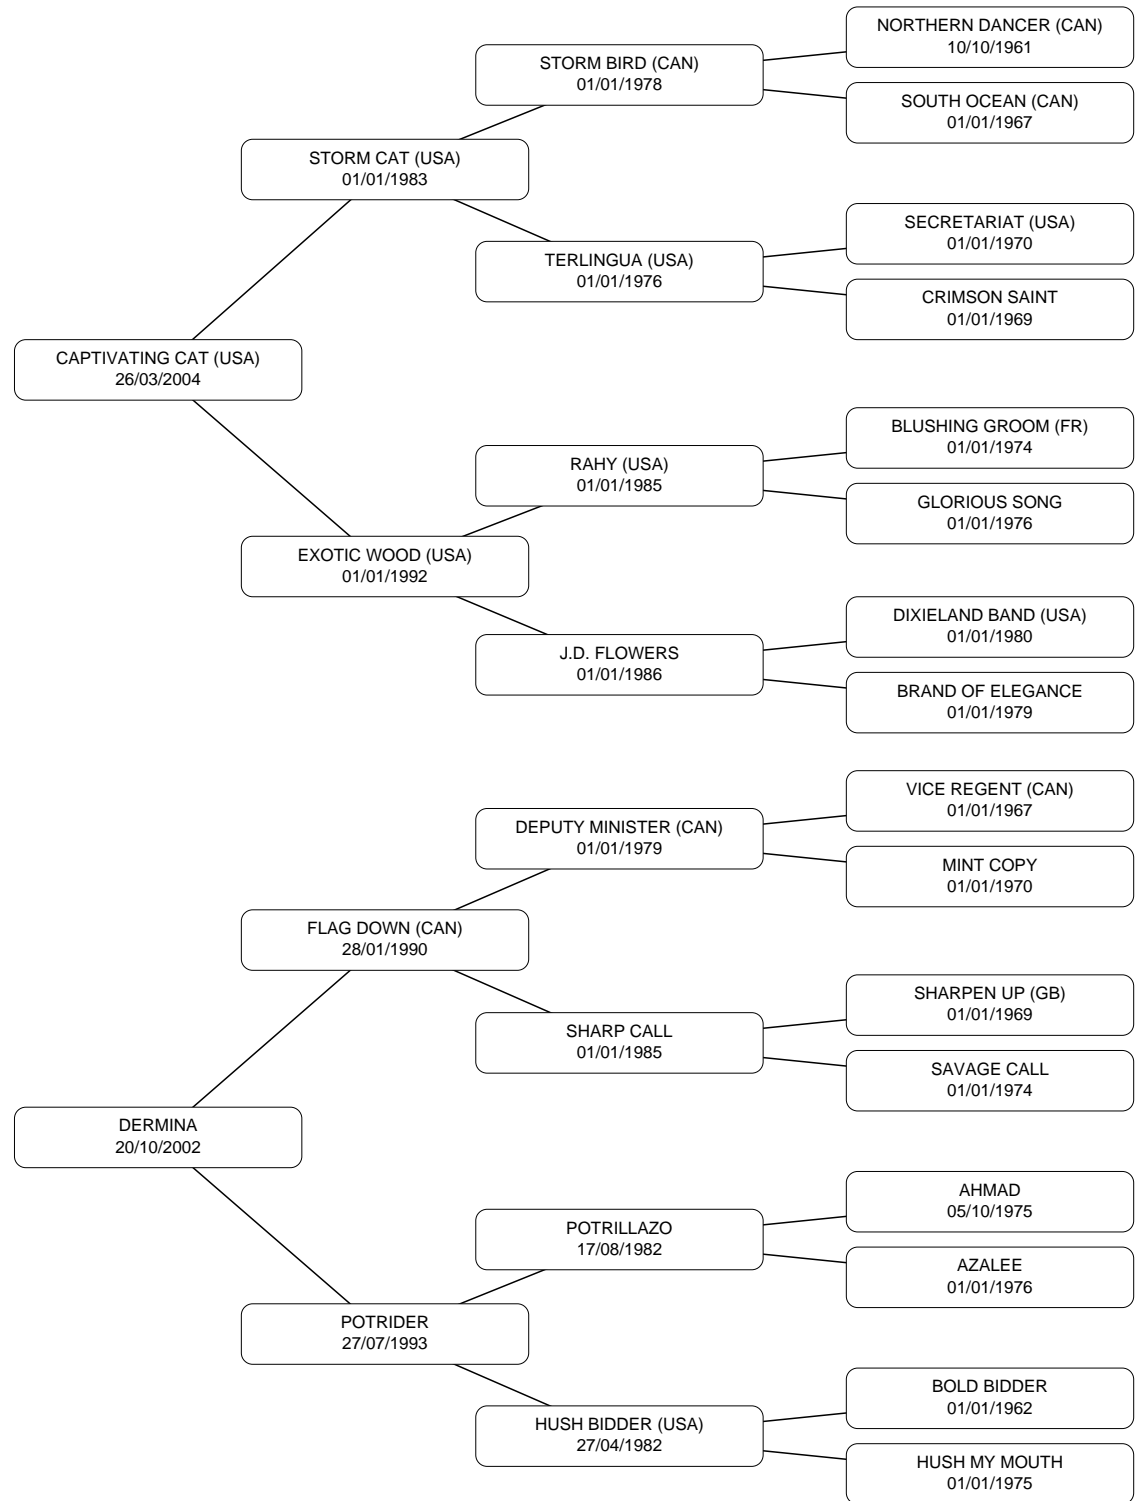 NORTHERN DANCER (CAN)
10/10/1961
STORM BIRD (CAN)
01/01/1978
SOUTH OCEAN (CAN)
01/01/1967
STORM CAT (USA)
01/01/1983
SECRETARIAT (USA)
01/01/1970
TERLINGUA (USA)
01/01/1976
CRIMSON SAINT
01/01/1969
CAPTIVATING CAT (USA)
26/03/2004
BLUSHING GROOM (FR)
01/01/1974
RAHY (USA)
01/01/1985
GLORIOUS SONG
01/01/1976
EXOTIC WOOD (USA)
01/01/1992
DIXIELAND BAND (USA)
01/01/1980
J.D. FLOWERS
01/01/1986
BRAND OF ELEGANCE
01/01/1979
VICE REGENT (CAN)
01/01/1967
DEPUTY MINISTER (CAN)
01/01/1979
MINT COPY
01/01/1970
FLAG DOWN (CAN)
28/01/1990
SHARPEN UP (GB)
01/01/1969
SHARP CALL
01/01/1985
SAVAGE CALL
01/01/1974
DERMINA
20/10/2002
AHMAD
05/10/1975
POTRILLAZO
17/08/1982
AZALEE
01/01/1976
POTRIDER
27/07/1993
BOLD BIDDER
01/01/1962
HUSH BIDDER (USA)
27/04/1982
HUSH MY MOUTH
01/01/1975